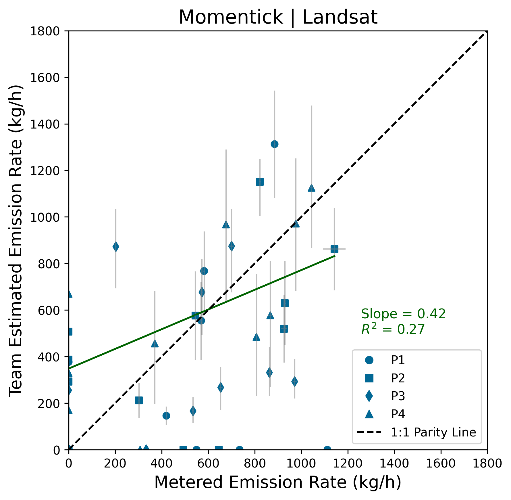 Momentick | Landsat
Team Estimated Emission Rate (kg/h)
1800
1600
1400
1200
1000
800
600
400
200
0
Slope = 0.42
R² = 0.27
P1
P2
P3
P4
1:1 Parity Line
0 200 400 600 800 1000 1200 1400 1600 1800
Metered Emission Rate (kg/h)